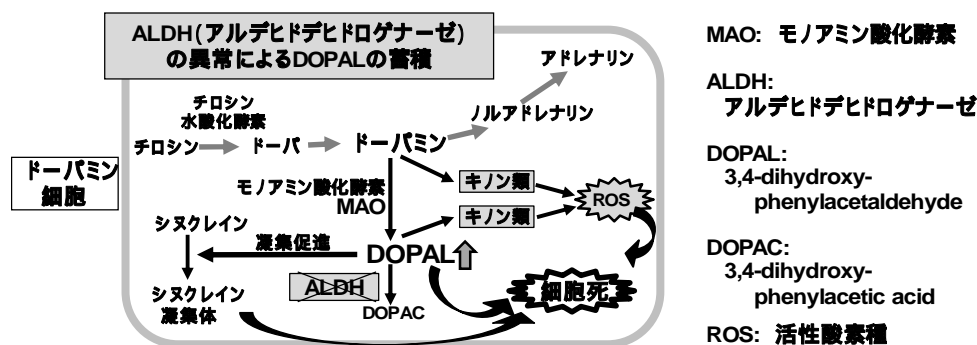 ALDH(アルデヒドデヒドロゲナーゼ)
の異常によるDOPALの蓄積
アドレナリン
ノルアドレナリン
チロシン
水酸化酵素
チロシン
ドーパ
ドーパミン
ドーパミン
細胞
モノアミン酸化酵素
MAO
キノン類
キノン類
ROS
シヌクレイン
凝集促進
DOPAL
ALDH
DOPAC
シヌクレイン
凝集体
細胞死
MAO: モノアミン酸化酵素
ALDH:
アルデヒドデヒドロゲナーゼ
DOPAL:
3,4-dihydroxy-
phenylacetaldehyde
DOPAC:
3,4-dihydroxy-
phenylacetic acid
ROS: 活性酸素種